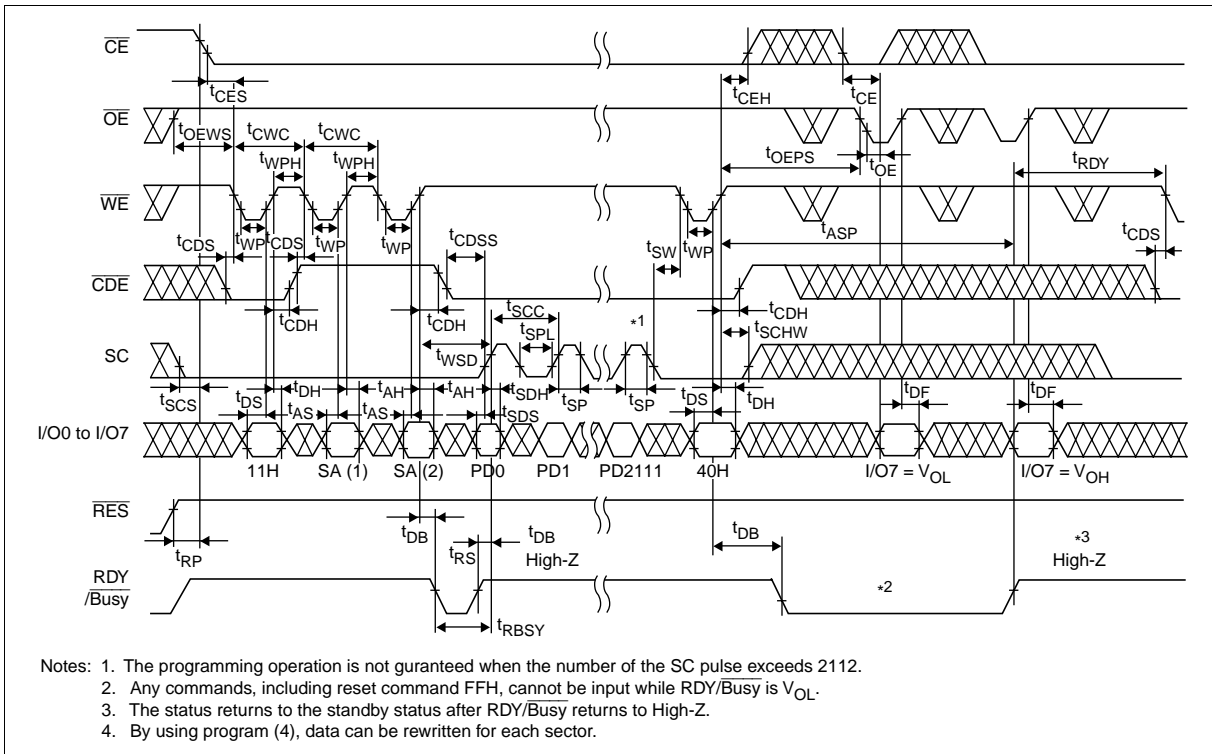 CE
tCES
tCEH
tCE
OE
tOEWS
tCWC
tCWC
tWPH
tWPH
tOEPS
tOE
tRDY
WE
tCDS
tWP
tCDS
tWP
tWP
tCDSS
tSW
tWP
tASP
tCDS
CDE
tCDH
tCDH
tSCC
*1
tCDH
tSPL
tSCHW
tWSD
SC
tSCS
tDS
tDH
tAS
tAH
tAS
tAH
tSDH
tSDS
tSP
tSP
tDS
tDH
tDF
tDF
I/O0 to I/O7
11H
SA (1)
SA (2)
PD0
PD1
PD2111
40H
I/O7 = VOL
I/O7 = VOH
RES
tRP
tDB
tRS
tDB
High-Z
tDB
*3
High-Z
RDY
/Busy
*2
tRBSY
Notes: 1. The programming operation is not guranteed when the number of the SC pulse exceeds 2112.
2. Any commands, including reset command FFH, cannot be input while RDY/Busy is VOL.
3. The status returns to the standby status after RDY/Busy returns to High-Z.
4. By using program (4), data can be rewritten for each sector.